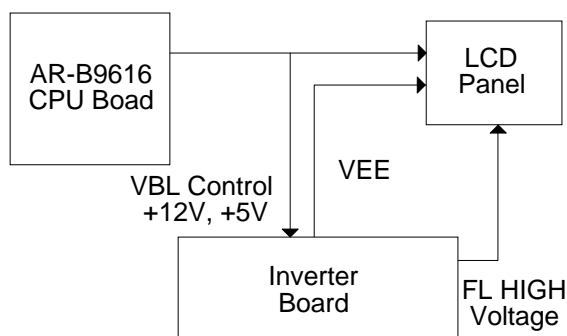 AR-B9616
CPU Boad
LCD
Panel
VBL Control
+12V, +5V
VEE
Inverter
Board
FL HIGH
Voltage